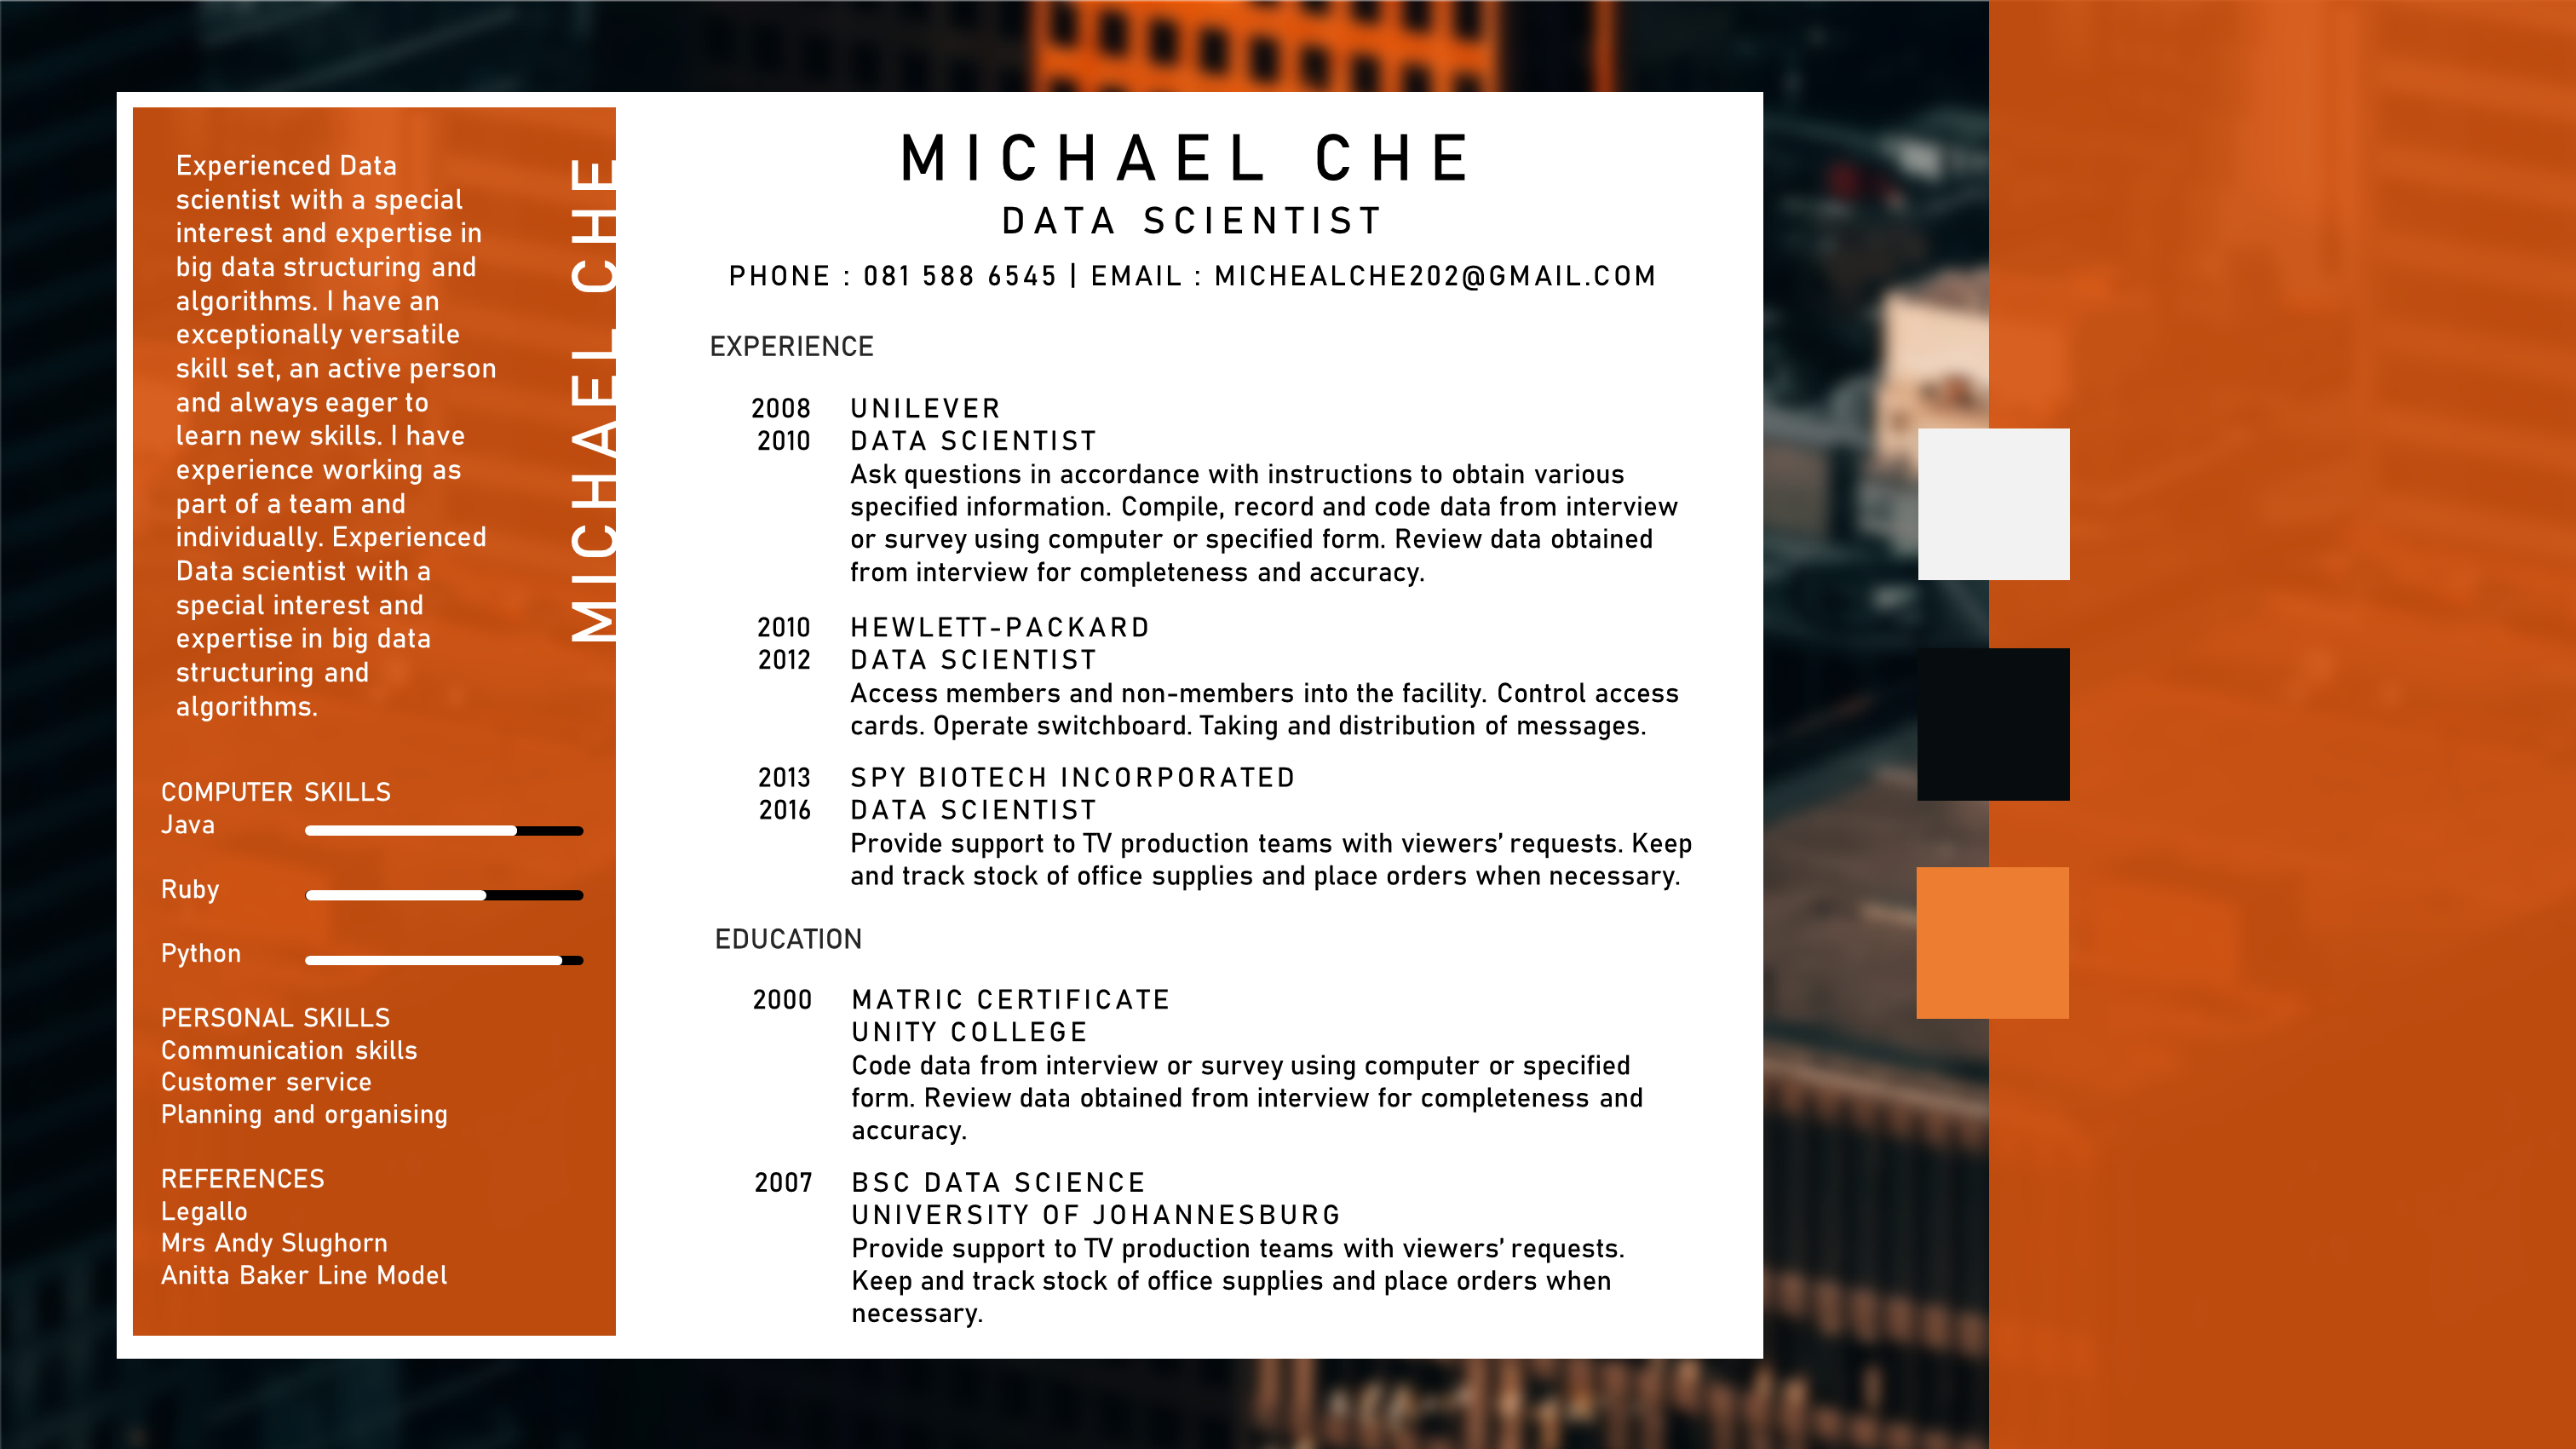 Experienced Data
scientist with a special
interest and expertise in
big data structuring and
algorithms. I have an
exceptionally versatile
skill set, an active person
and always eager to
learn new skills. I have
experience working as
part of a team and
individually. Experienced
Data scientist with a
special interest and
expertise in big data
structuring and
algorithms.
MICHAEL CHE
COMPUTER SKILLS
Java
Ruby
Python
PERSONAL SKILLS
Communication skills
Customer service
Planning and organising
REFERENCES
Legallo
Mrs Andy Slughorn
Anitta Baker Line Model
MICHAEL CHE
DATA SCIENTIST
PHONE : 081 588 6545 | EMAIL : MICHEALCHE202@GMAIL.COM
EXPERIENCE
2008 UNILEVER
2010 DATA SCIENTIST
Ask questions in accordance with instructions to obtain various
specified information. Compile, record and code data from interview
or survey using computer or specified form. Review data obtained
from interview for completeness and accuracy.
2010 HEWLETT-PACKARD
2012 DATA SCIENTIST
Access members and non-members into the facility. Control access
cards. Operate switchboard. Taking and distribution of messages.
2013 SPY BIOTECH INCORPORATED
2016 DATA SCIENTIST
Provide support to TV production teams with viewers’ requests. Keep
and track stock of office supplies and place orders when necessary.
EDUCATION
2000 MATRIC CERTIFICATE
UNITY COLLEGE
Code data from interview or survey using computer or specified
form. Review data obtained from interview for completeness and
accuracy.
2007 BSC DATA SCIENCE
UNIVERSITY OF JOHANNESBURG
Provide support to TV production teams with viewers’ requests.
Keep and track stock of office supplies and place orders when
necessary.